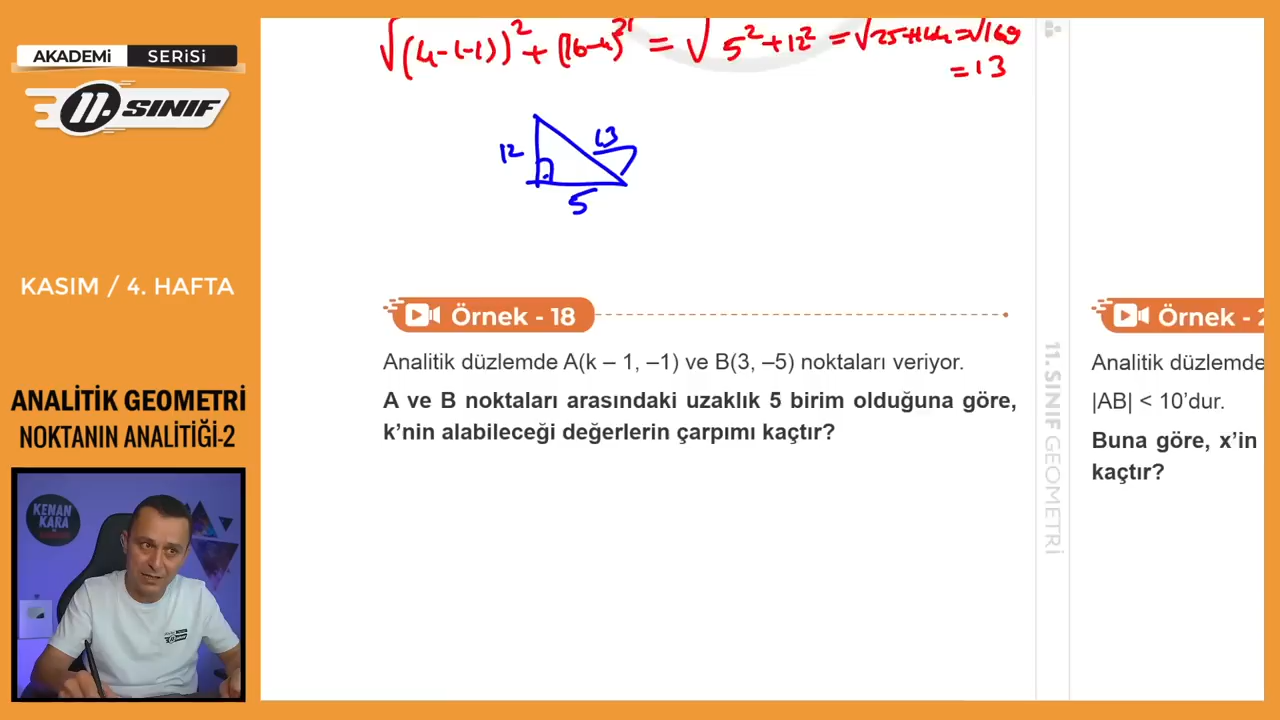 AKADEMİ SERİSİ
11. SINIF
KASIM / 4. HAFTA
ANALİTİK GEOMETRİ
NOKTANIN ANALİTİĞİ-2
KENAN
KARA
√(4-(-1))² + (16-4)² = √5²+12² = √25+144 = √169
= 13
12
13
5
Örnek - 18
Analitik düzlemde A(k – 1, –1) ve B(3, –5) noktaları veriyor.
A ve B noktaları arasındaki uzaklık 5 birim olduğuna göre,
k’nin alabileceği değerlerin çarpımı kaçtır?
11. SINIF GEOMETRİ
Örnek - 2
Analitik düzlemde
|AB| < 10’dur.
Buna göre, x’in
kaçtır?